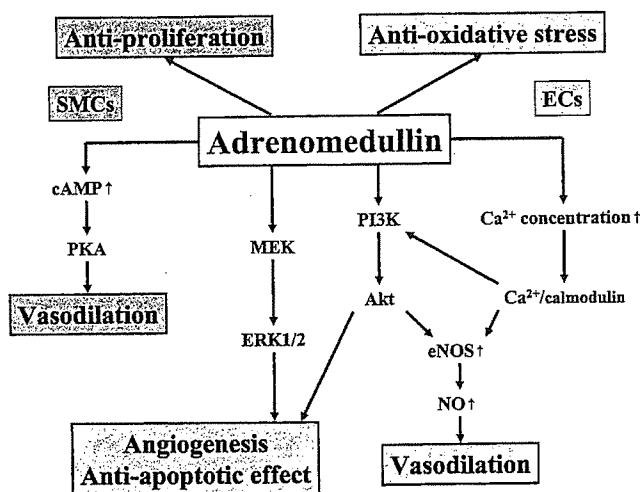 Anti-proliferation
Anti-oxidative stress
SMCs
ECs
Adrenomedullin
cAMP↑
PI3K
Ca²⁺ concentration↑
PKA
MEK
Vasodilation
Akt
Ca²⁺/calmodulin
ERK1/2
eNOS↑
NO↑
Angiogenesis
Anti-apoptotic effect
Vasodilation